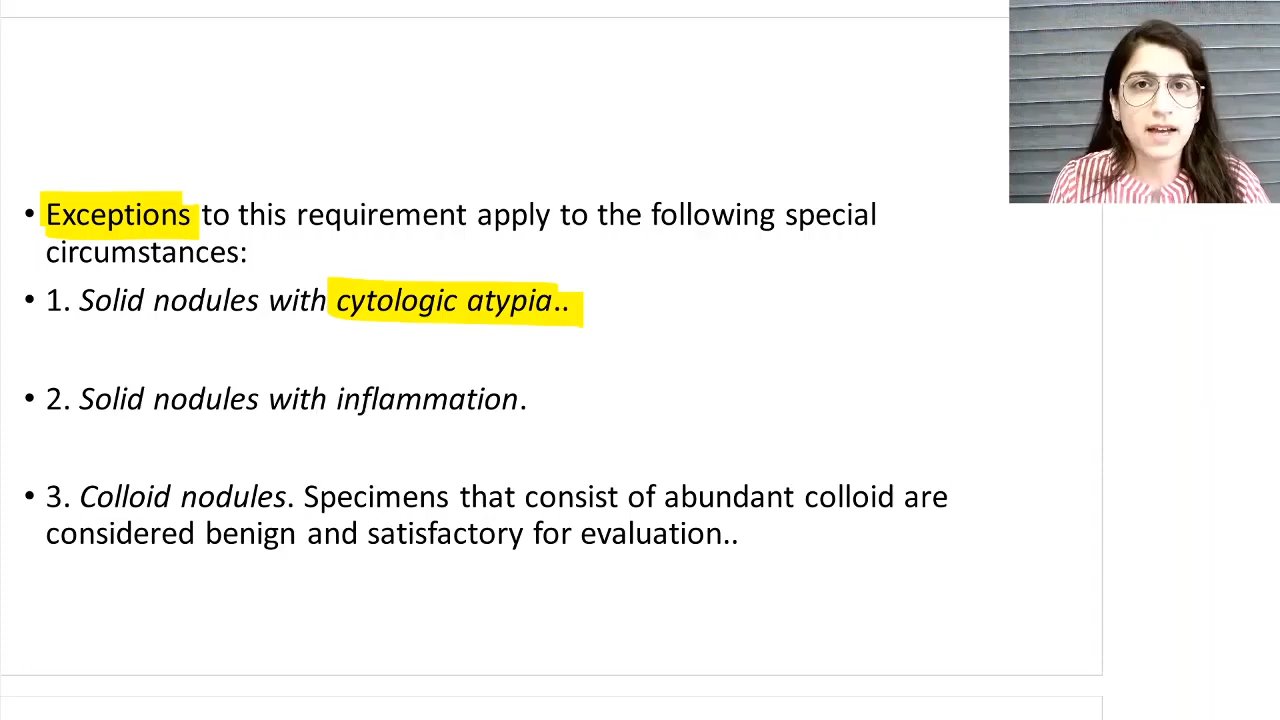 • Exceptions to this requirement apply to the following special
circumstances:
• 1. Solid nodules with cytologic atypia..
• 2. Solid nodules with inflammation.
• 3. Colloid nodules. Specimens that consist of abundant colloid are
considered benign and satisfactory for evaluation..